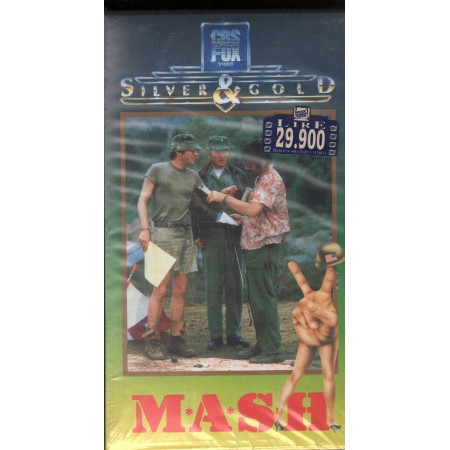 CBS
FOX
VIDEO
SILVER & GOLD
LIRE
29.900
M*A*S*H